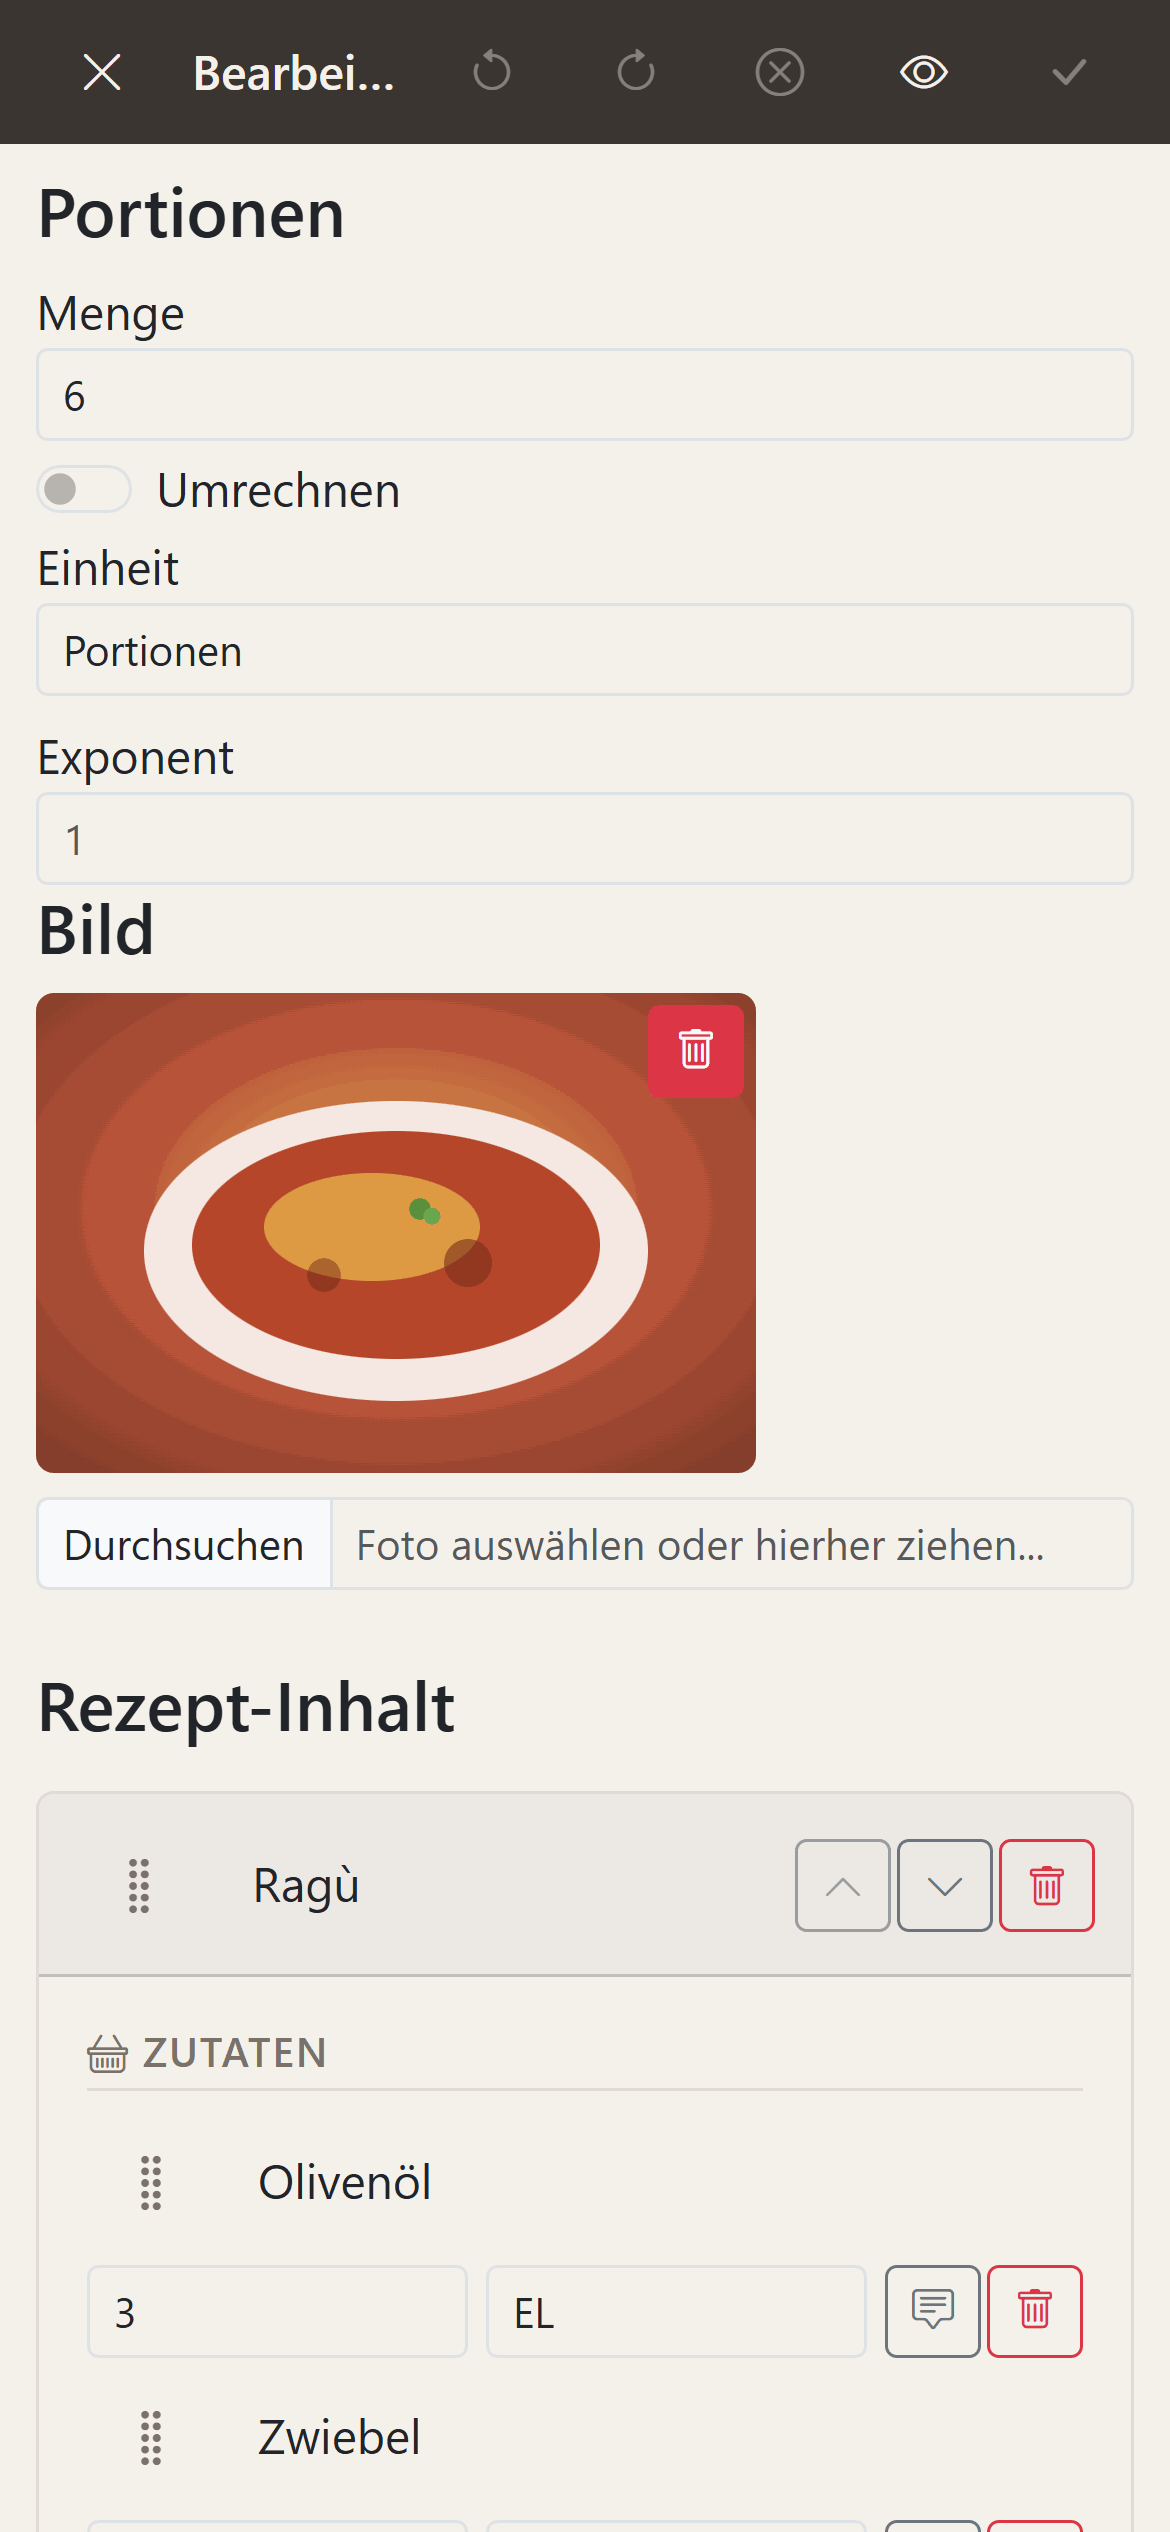 Bearbei...
Portionen
Menge
6
Umrechnen
Einheit
Portionen
Exponent
1
Bild
Durchsuchen
Foto auswählen oder hierher ziehen...
Rezept-Inhalt
Ragù
ZUTATEN
Olivenöl
3
EL
Zwiebel